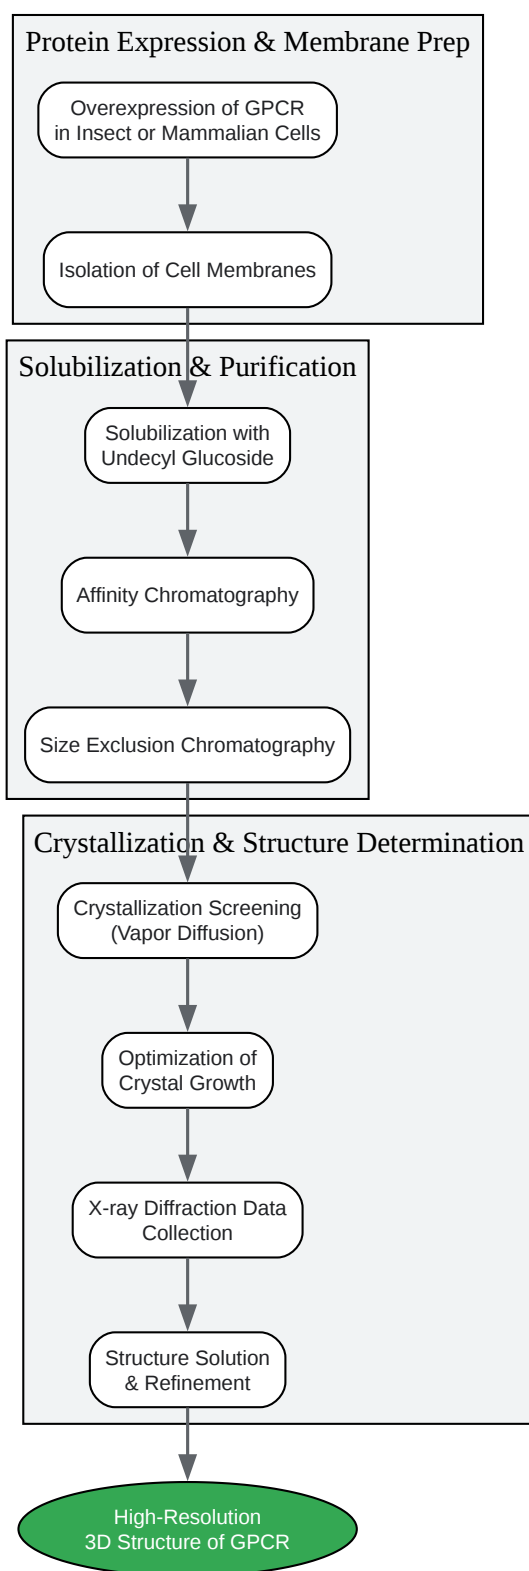 Protein Expression & Membrane Prep
Overexpression of GPCR
in Insect or Mammalian Cells
Isolation of Cell Membranes
Solubilization & Purification
Solubilization with
Undecyl Glucoside
Affinity Chromatography
Size Exclusion Chromatography
Crystallization & Structure Determination
Crystallization Screening
(Vapor Diffusion)
Optimization of
Crystal Growth
X-ray Diffraction Data
Collection
Structure Solution
& Refinement
High-Resolution
3D Structure of GPCR